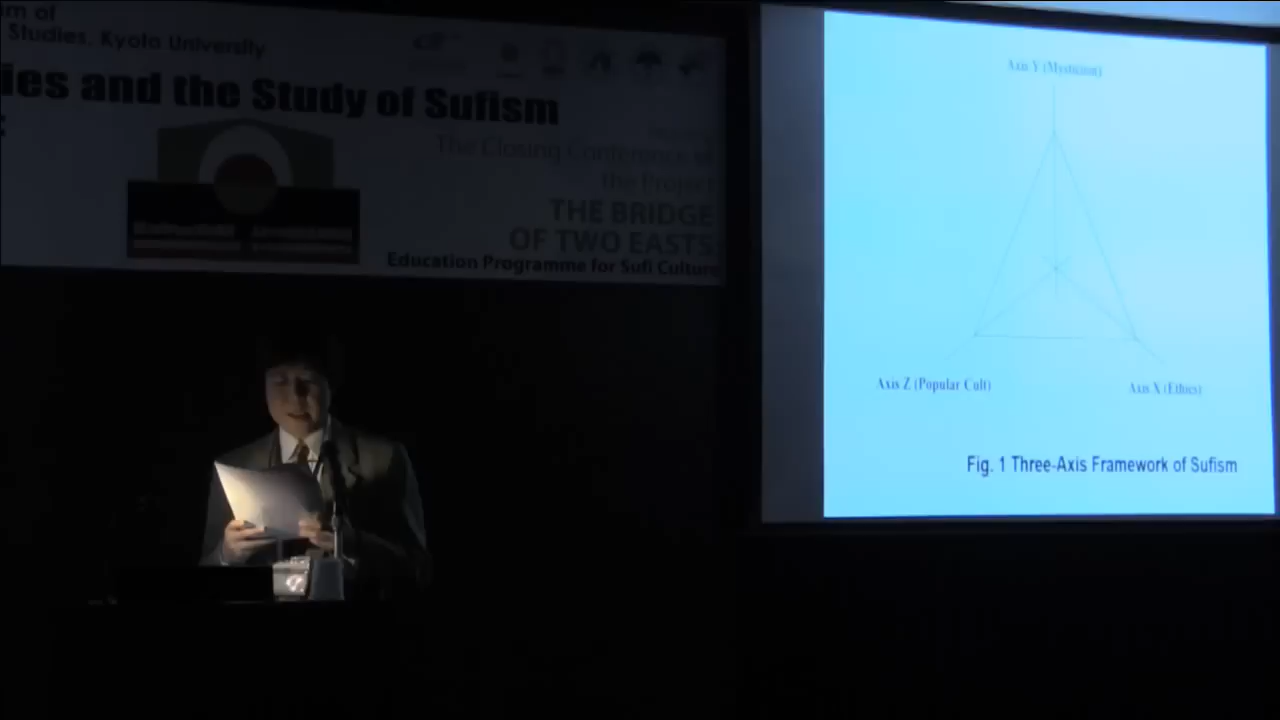 m of
Studies, Kyoto University
ies and the Study of Sufism
The Closing Conference of
the Project
THE BRIDGE
OF TWO EASTS
Education Programme for Sufi Culture
Axis Y (Mysticism)
Axis Z (Popular Cult)
Axis X (Ethics)
Fig. 1 Three-Axis Framework of Sufism